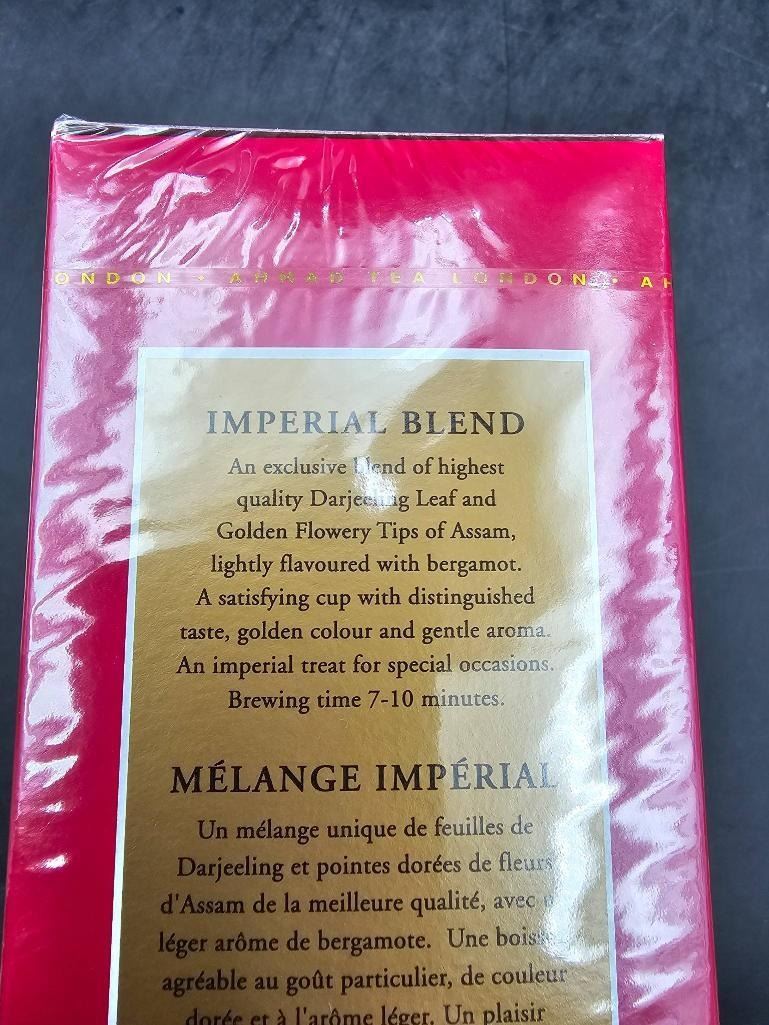 ONDON • AHMAD TEA LONDON • AH
IMPERIAL BLEND
An exclusive blend of highest
quality Darjeeling Leaf and
Golden Flowery Tips of Assam,
lightly flavoured with bergamot.
A satisfying cup with distinguished
taste, golden colour and gentle aroma.
An imperial treat for special occasions.
Brewing time 7-10 minutes.
MÉLANGE IMPÉRIAL
Un mélange unique de feuilles de
Darjeeling et pointes dorées de fleurs
d'Assam de la meilleure qualité, avec
léger arôme de bergamote. Une
agréable au goût particulier, de couleur
dorée et à l'arôme léger. Un plaisir